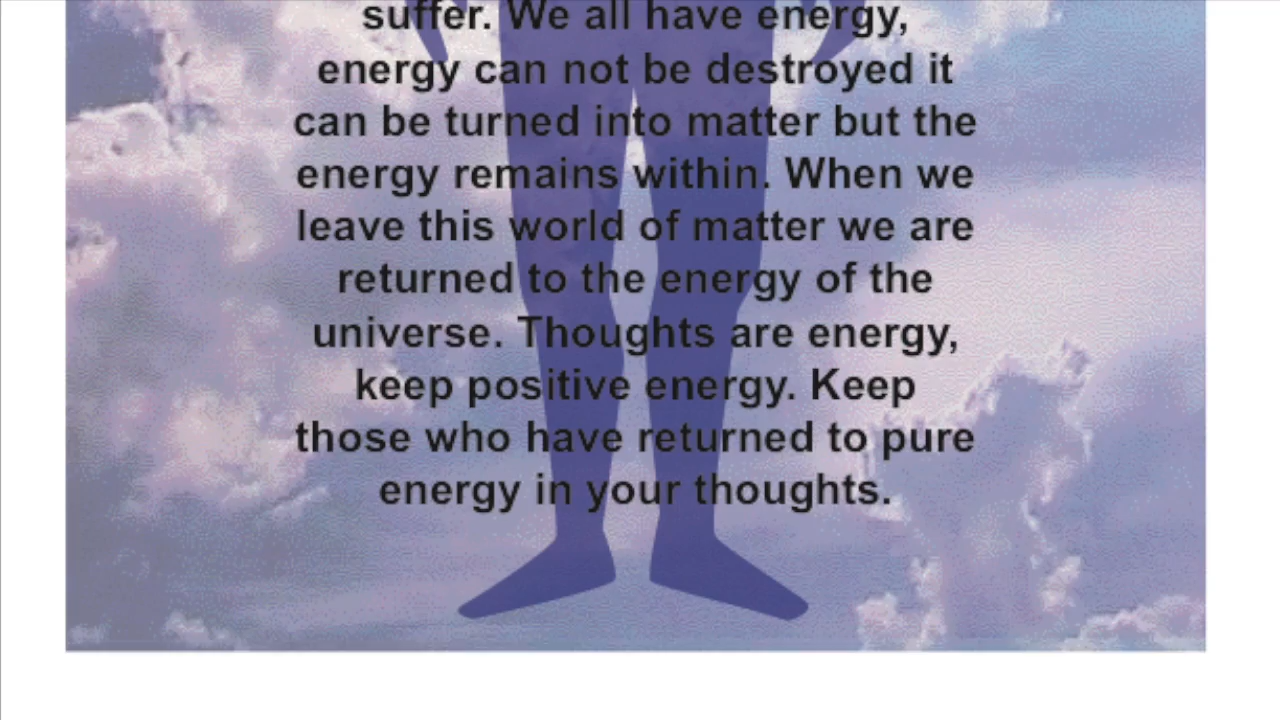 suffer. We all have energy,
energy can not be destroyed it
can be turned into matter but the
energy remains within. When we
leave this world of matter we are
returned to the energy of the
universe. Thoughts are energy,
keep positive energy. Keep
those who have returned to pure
energy in your thoughts.